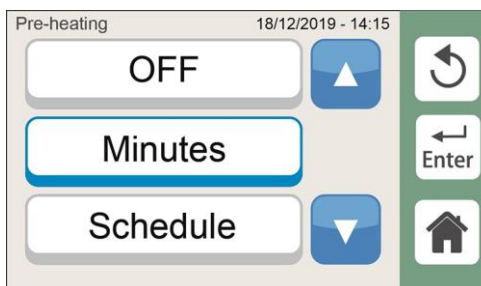 Pre-heating 18/12/2019 - 14:15
OFF
Minutes
Enter
Schedule